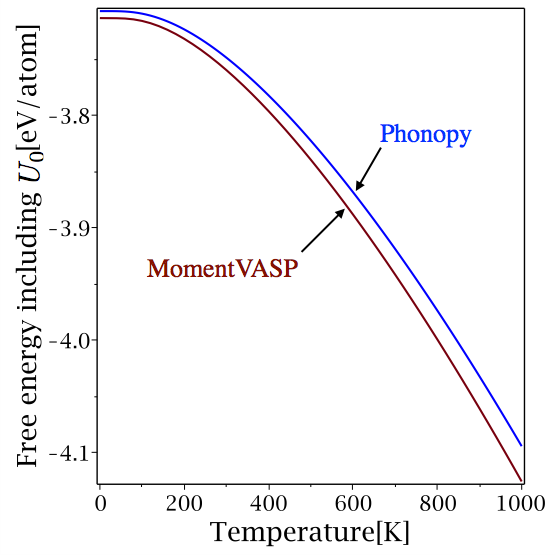 Free energy including U₀[eV/atom]
-3.8
-3.9
-4.0
-4.1
Phonopy
MomentVASP
0 200 400 600 800 1000
Temperature[K]